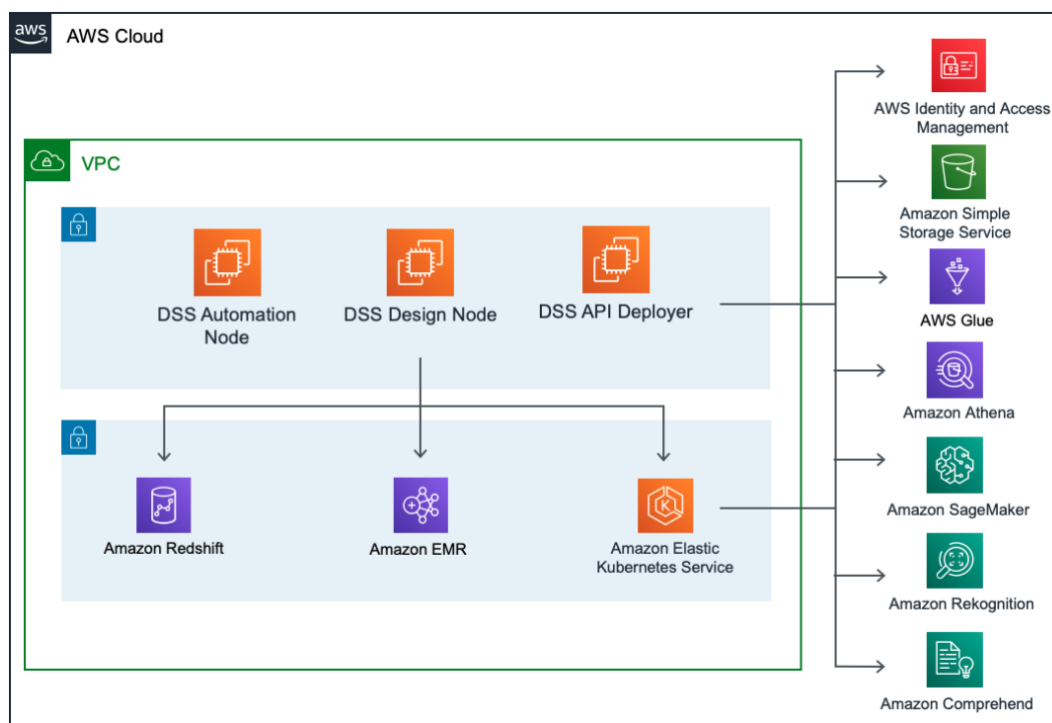 aws
AWS Cloud
VPC
DSS Automation
Node
DSS Design Node
DSS API Deployer
Amazon Redshift
Amazon EMR
K
Amazon Elastic
Kubernetes Service
AWS Identity and Access
Management
Amazon Simple
Storage Service
AWS Glue
Amazon Athena
Amazon SageMaker
Amazon Rekognition
Amazon Comprehend